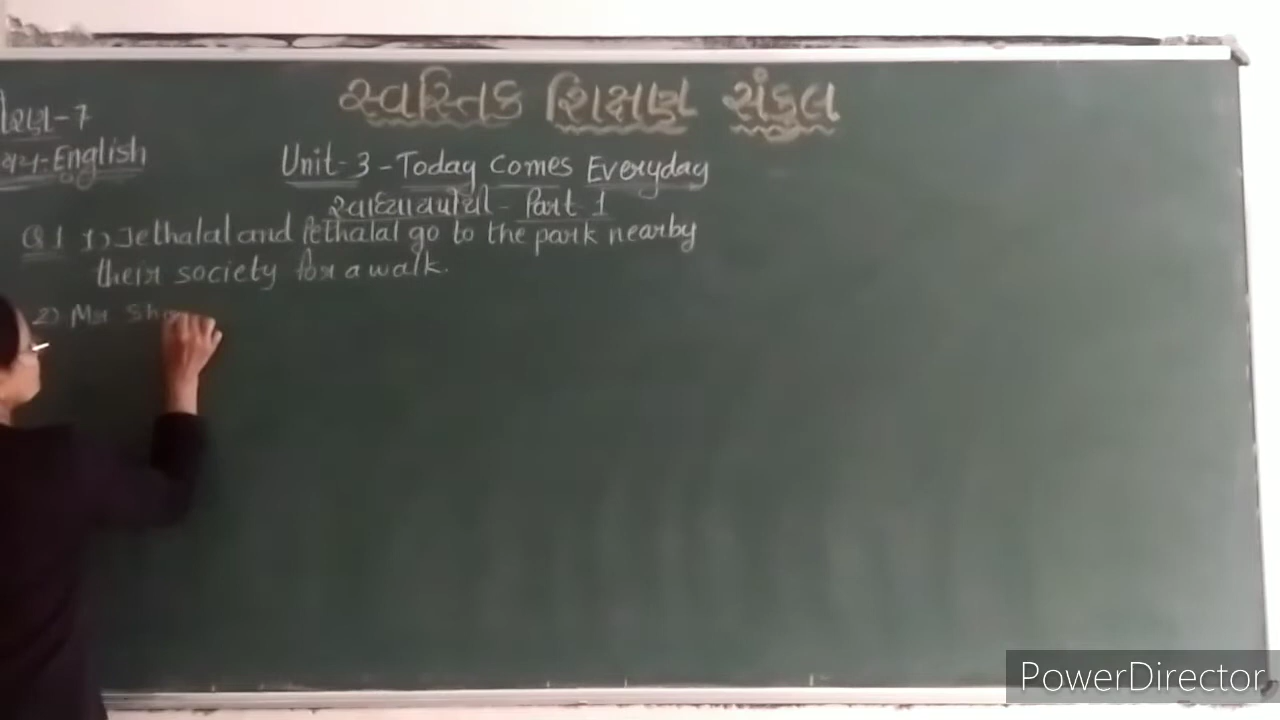 સ્વસ્તિક શિક્ષણ સંકુલ
ધોરણ-7
વિષય-English
Unit-3-Today Comes Everyday
સ્વાધ્યાયપોથી - Part 1
Q 1 1) Jethalal and Pethalal go to the park nearby
their society for a walk.
2) Mr Sh
PowerDirector